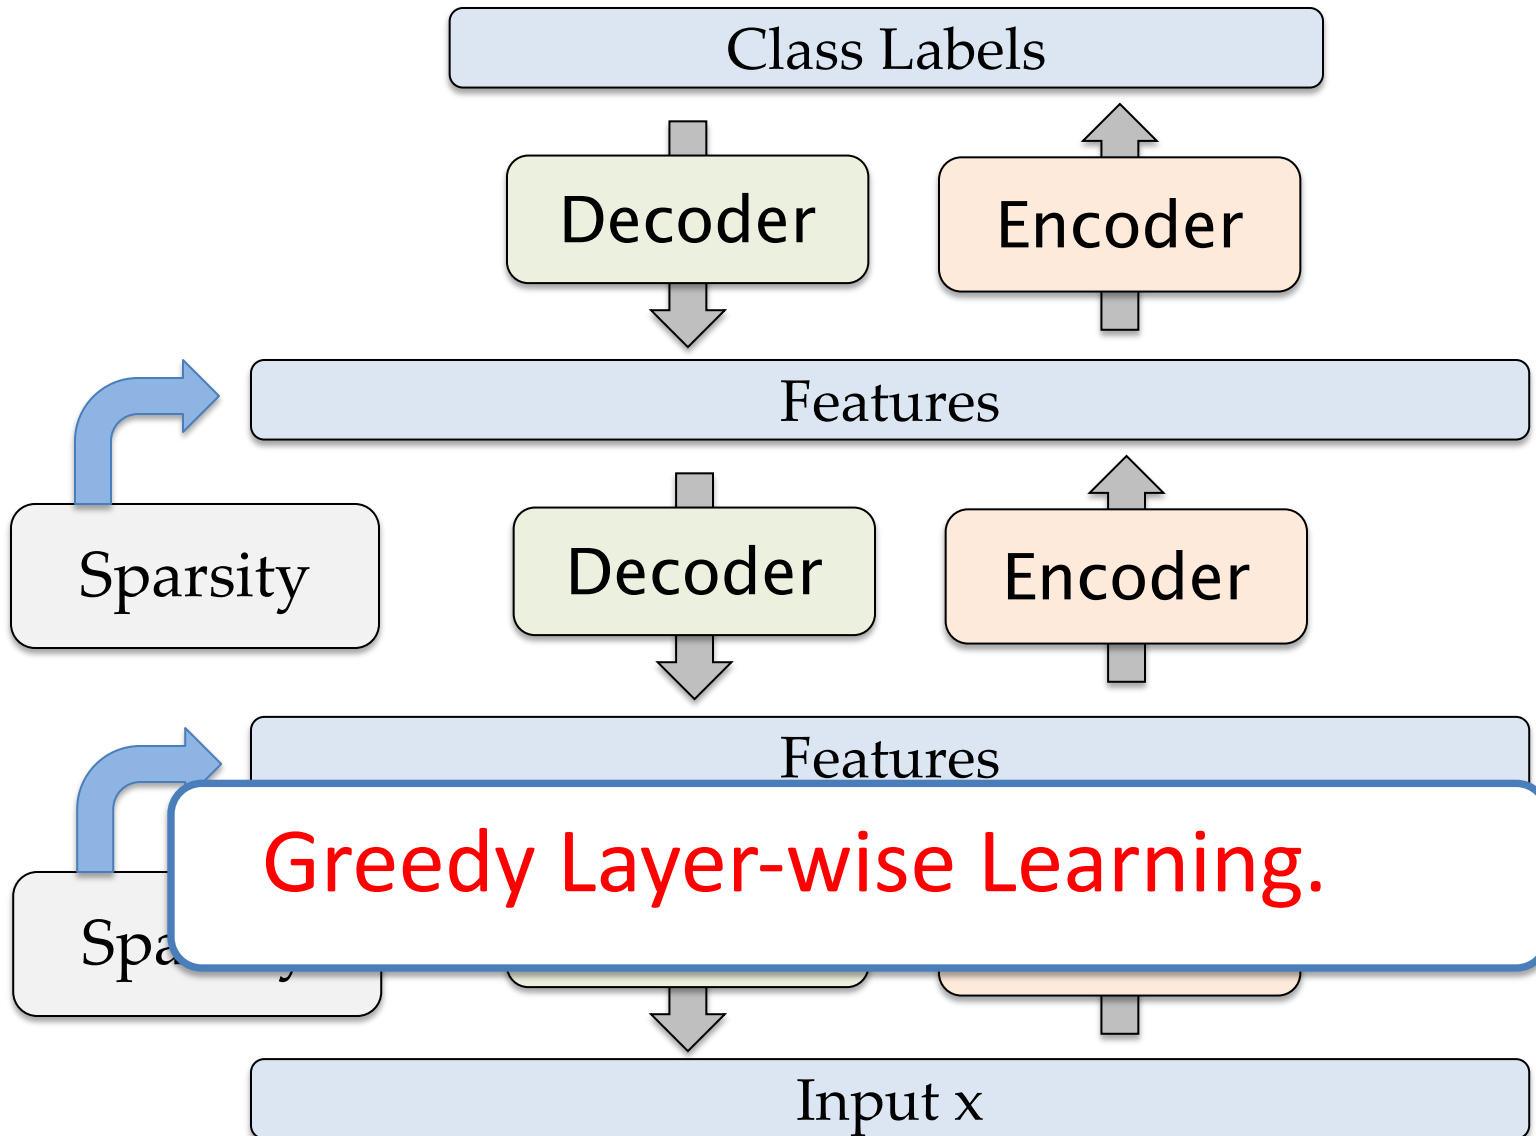 Class Labels
Decoder
Encoder
Features
Sparsity
Decoder
Encoder
Features
Greedy Layer-wise Learning.
Input x